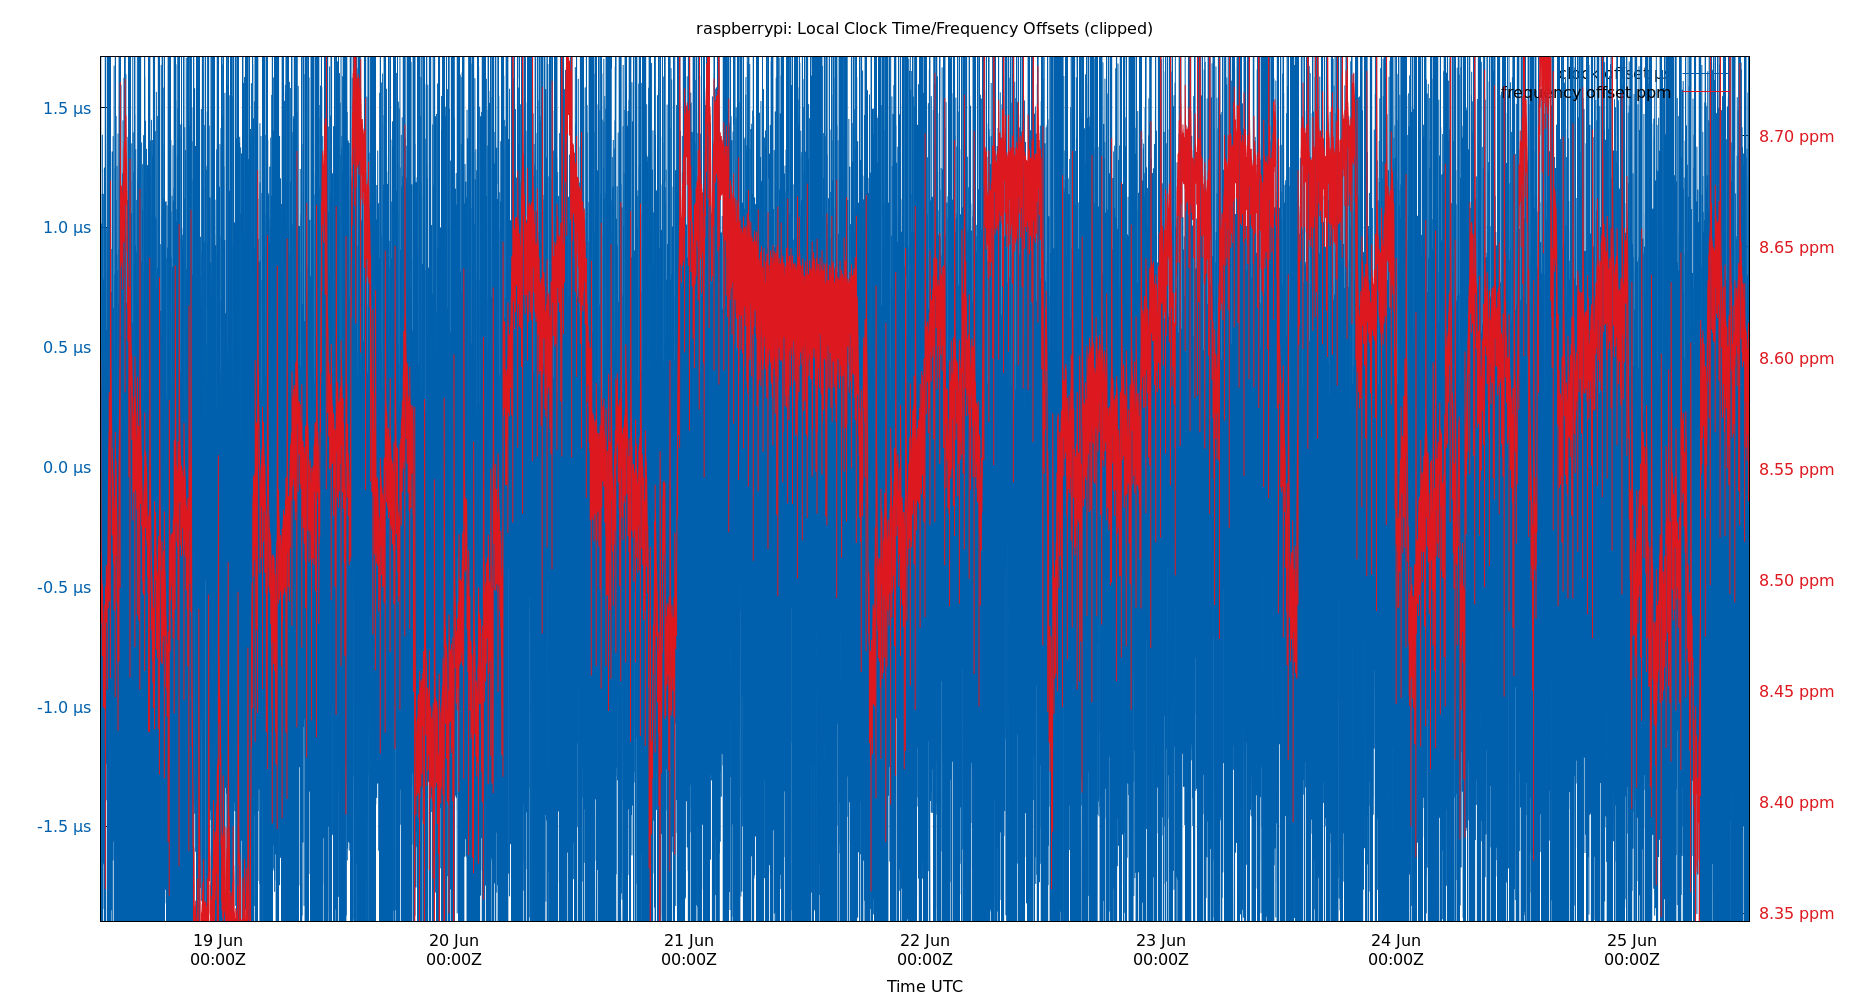 raspberrypi: Local Clock Time/Frequency Offsets (clipped)
clock offset µs
frequency offset ppm
1.5 µs
1.0 µs
0.5 µs
0.0 µs
-0.5 µs
-1.0 µs
-1.5 µs
8.70 ppm
8.65 ppm
8.60 ppm
8.55 ppm
8.50 ppm
8.45 ppm
8.40 ppm
8.35 ppm
19 Jun
00:00Z
20 Jun
00:00Z
21 Jun
00:00Z
22 Jun
00:00Z
23 Jun
00:00Z
24 Jun
00:00Z
25 Jun
00:00Z
Time UTC